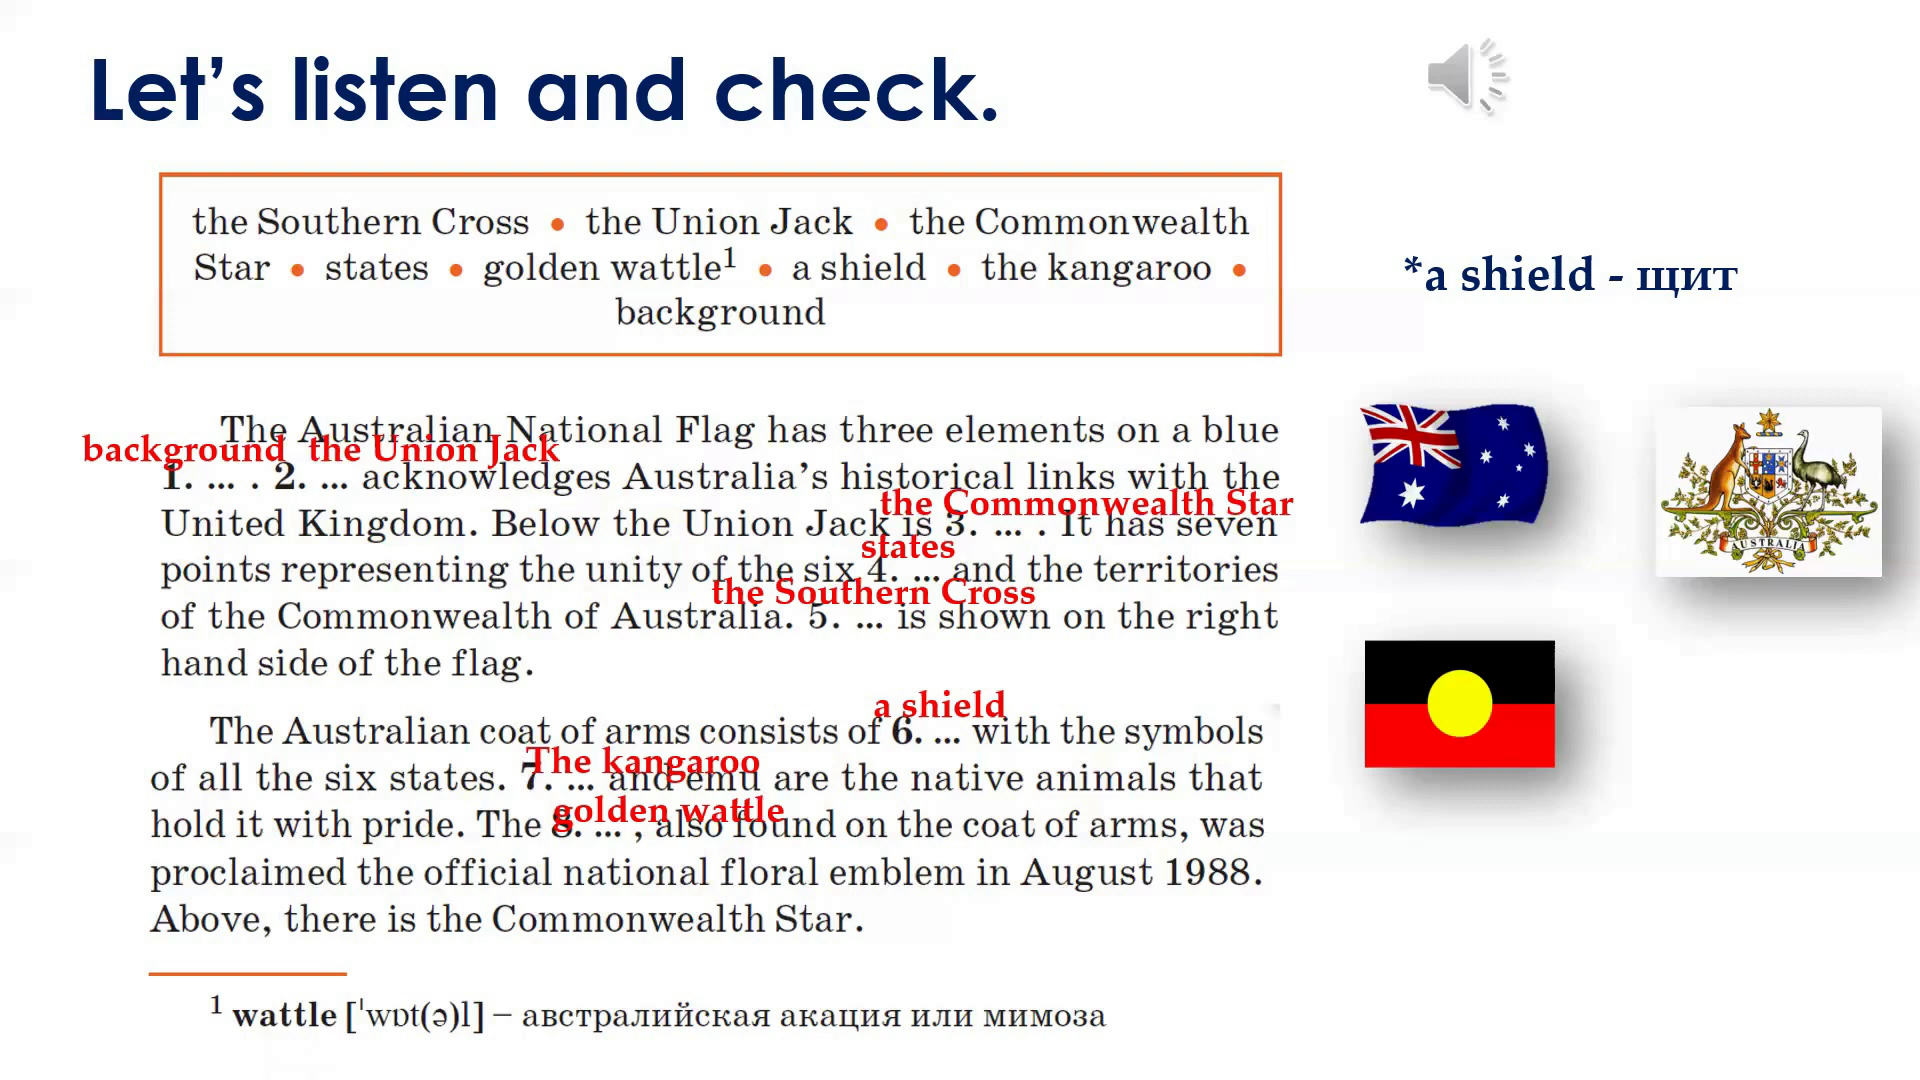 Let’s listen and check.
the Southern Cross • the Union Jack • the Commonwealth
Star • states • golden wattle¹ • a shield • the kangaroo •
background
*a shield - щит
The Australian National Flag has three elements on a blue
background the Union Jack
1. ... . 2. ... acknowledges Australia’s historical links with the
the Commonwealth Star
United Kingdom. Below the Union Jack is 3. ... . It has seven
states
points representing the unity of the six 4. ... and the territories
the Southern Cross
of the Commonwealth of Australia. 5. ... is shown on the right
hand side of the flag.
a shield
The Australian coat of arms consists of 6. ... with the symbols
The kangaroo
of all the six states. 7. ... and emu are the native animals that
golden wattle
hold it with pride. The 8. ... , also found on the coat of arms, was
proclaimed the official national floral emblem in August 1988.
Above, there is the Commonwealth Star.
¹ wattle [ˈwɒt(ə)l] – австралийская акация или мимоза
AUSTRALIA